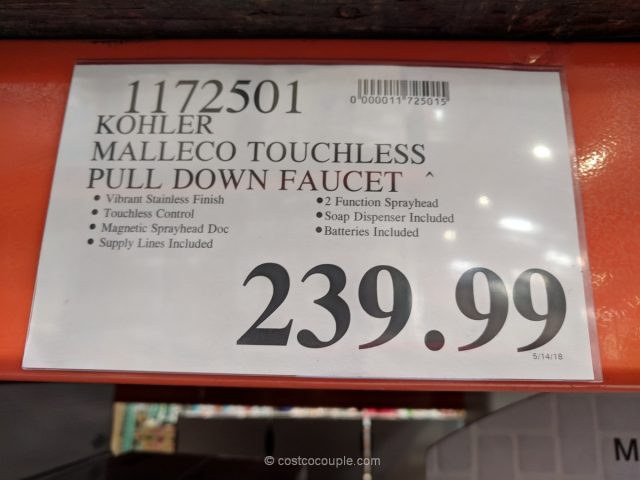 1172501
0 000011 725015
KOHLER
MALLECO TOUCHLESS
PULL DOWN FAUCET ^
• Vibrant Stainless Finish
• Touchless Control
• Magnetic Sprayhead Doc
• Supply Lines Included
• 2 Function Sprayhead
• Soap Dispenser Included
• Batteries Included
239.99
5/14/18
M
© costcocouple.com